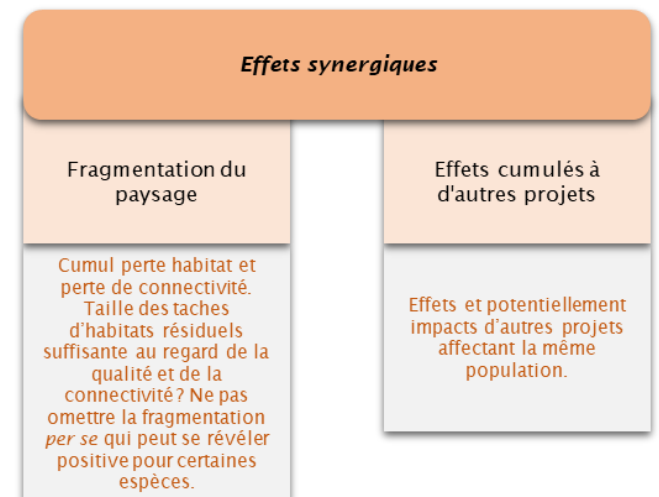 Effets synergiques
Fragmentation du
paysage
Cumul perte habitat et
perte de connectivité.
Taille des taches
d'habitats résiduels
suffisante au regard de la
qualité et de la
connectivité ? Ne pas
omettre la fragmentation
per se qui peut se révéler
positive pour certaines
espèces.
Effets cumulés à
d'autres projets
Effets et potentiellement
impacts d'autres projets
affectant la même
population.